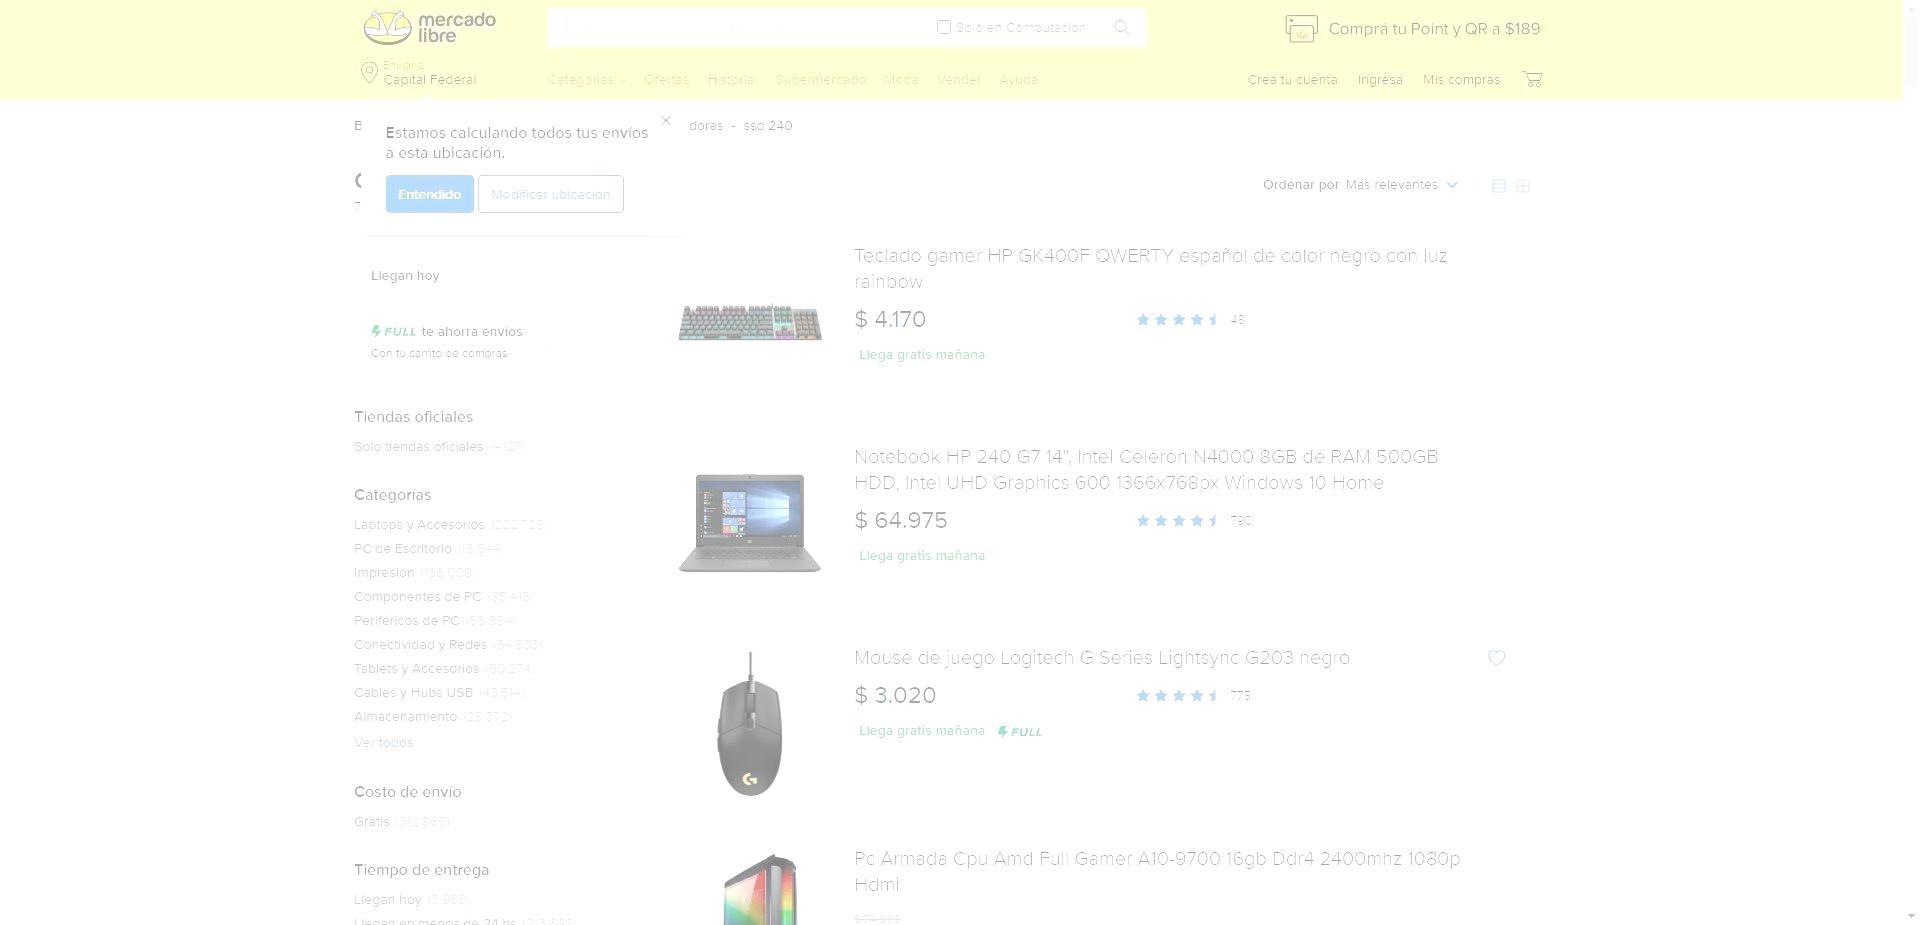 mercado
libre
Solo en Computación
Comprá tu Point y QR a $189
Enviar a
Capital Federal
Categorías Ofertas Historial Supermercado Moda Vender Ayuda
Creá tu cuenta Ingresá Mis compras
B
doras - ssd 240
Estamos calculando todos tus envíos
a esta ubicación.
Entendido Modificar ubicación
7
Ordenar por Más relevantes
Llegan hoy
FULL te ahorra envíos
Con tu carrito de compras
Tiendas oficiales
Solo tiendas oficiales (4.127)
Categorías
Laptops y Accesorios (222.728)
PC de Escritorio (18.544)
Impresión (136.008)
Componentes de PC (85.415)
Periféricos de PC (59.984)
Conectividad y Redes (54.833)
Tablets y Accesorios (50.274)
Cables y Hubs USB (43.514)
Almacenamiento (28.372)
Ver todos
Costo de envío
Gratis (312.866)
Tiempo de entrega
Llegan hoy (3.969)
Llegan en menos de 24 hs
Teclado gamer HP GK400F QWERTY español de color negro con luz
rainbow
$ 4.170
48
Llega gratis mañana
Notebook HP 240 G7 14", Intel Celeron N4000 8GB de RAM 500GB
HDD, Intel UHD Graphics 600 1366x768px Windows 10 Home
$ 64.975
790
Llega gratis mañana
Mouse de juego Logitech G Series Lightsync G203 negro
$ 3.020
775
Llega gratis mañana FULL
Pc Armada Cpu Amd Full Gamer A10-9700 16gb Ddr4 2400mhz 1080p
Hdmi
$ 74.999